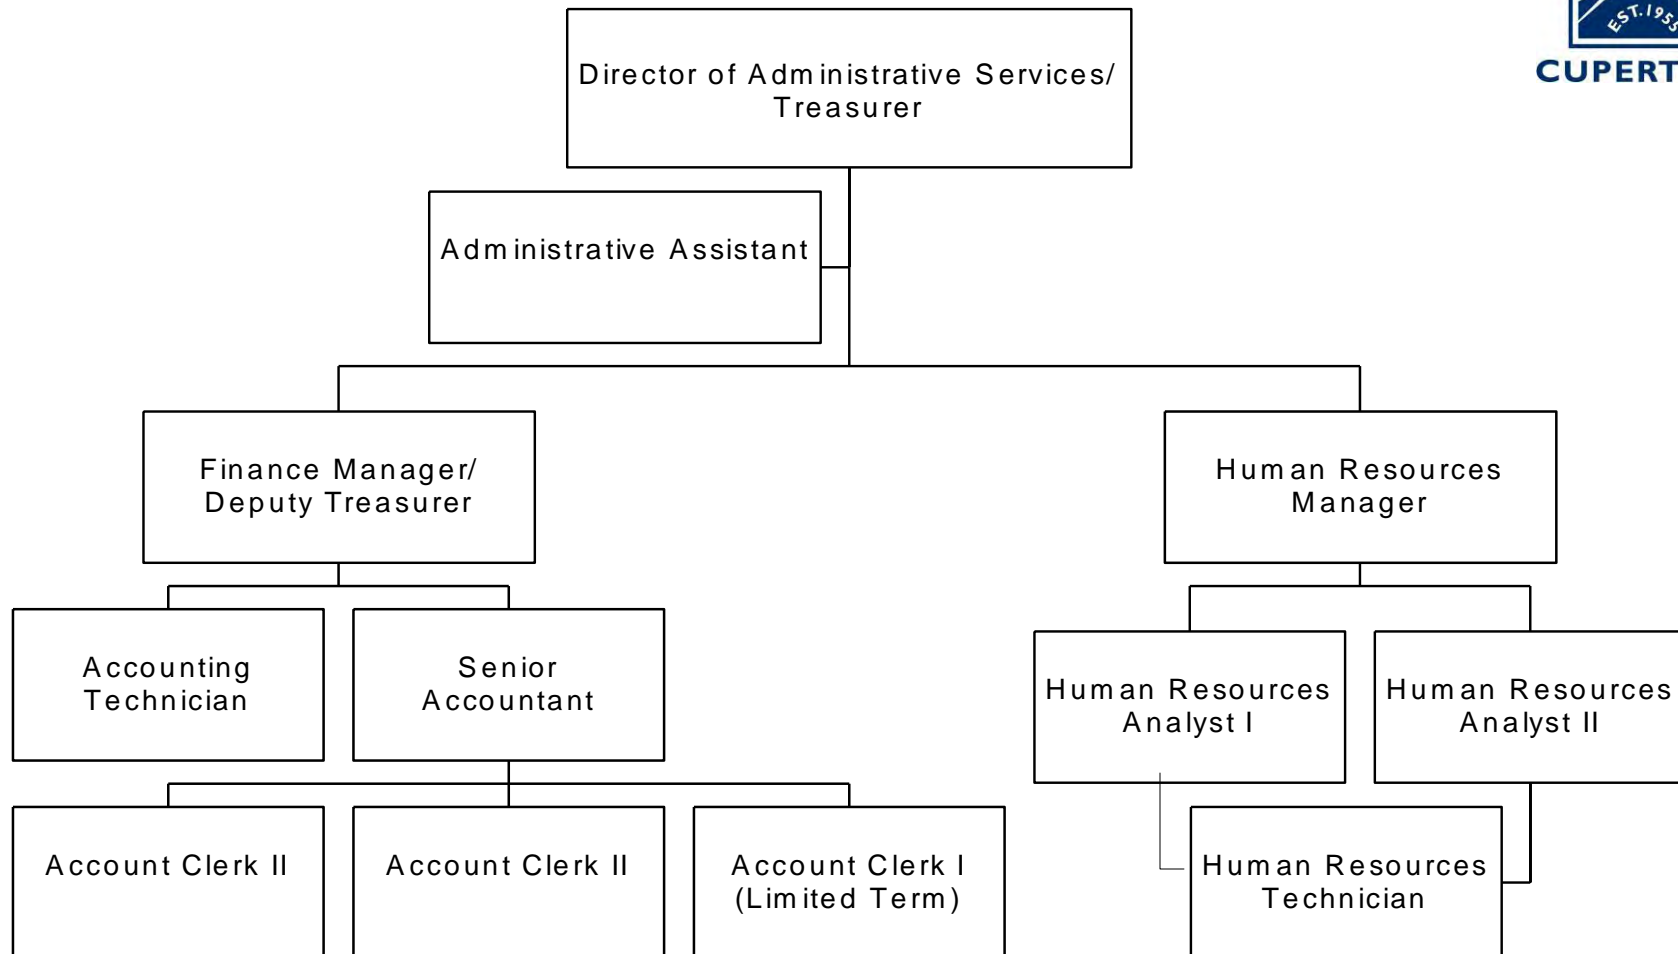 EST.1955
CUPERT
Director of Administrative Services/
Treasurer
Administrative Assistant
Finance Manager/
Deputy Treasurer
Human Resources
Manager
Accounting
Technician
Senior
Accountant
Human Resources
Analyst I
Human Resources
Analyst II
Account Clerk II
Account Clerk II
Account Clerk I
(Limited Term)
Human Resources
Technician